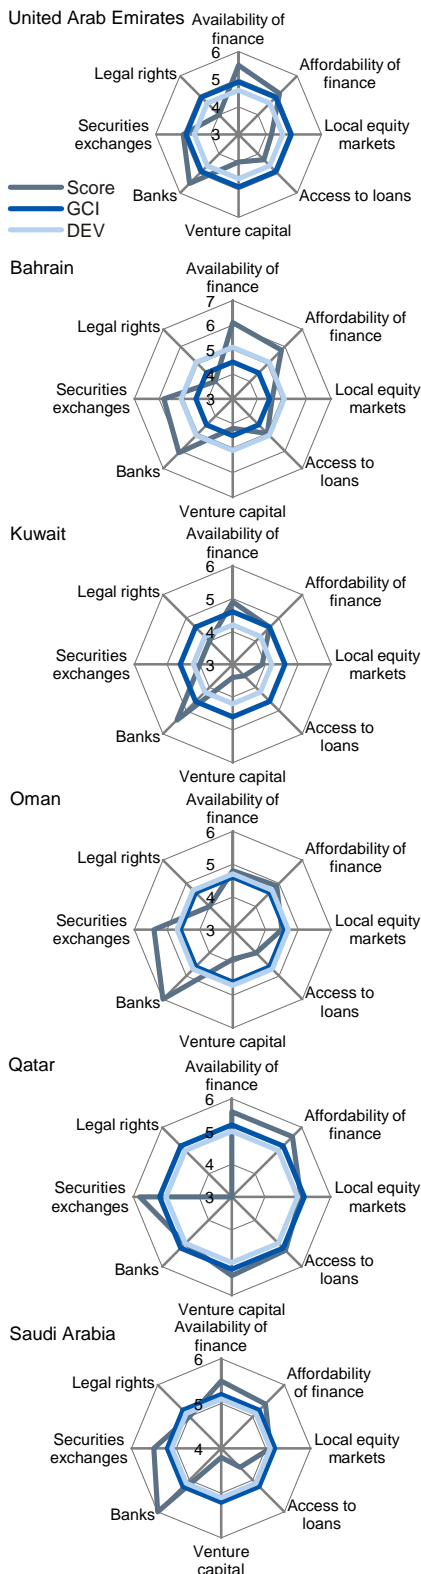 United Arab Emirates
Availability of
finance
6
Legal rights
5
Affordability of
finance
4
Securities
exchanges
3
Local equity
markets
Banks
Access to loans
Venture capital
Score
GCI
DEV
Bahrain
Availability of
finance
7
Legal rights
6
Affordability of
finance
5
4
Securities
exchanges
3
Local equity
markets
Banks
Access to
loans
Venture capital
Kuwait
Availability of
finance
6
Legal rights
5
Affordability of
finance
4
Securities
exchanges
3
Local equity
markets
Banks
Access to
loans
Venture capital
Oman
Availability of
finance
6
Legal rights
5
Affordability of
finance
4
Securities
exchanges
3
Local equity
markets
Banks
Access to
loans
Venture capital
Qatar
Availability of
finance
6
Legal rights
5
Affordability of
finance
4
Securities
exchanges
3
Local equity
markets
Banks
Access to
loans
Venture capital
Saudi Arabia
Availability of
finance
6
Legal rights
5
Affordability
of finance
Securities
exchanges
4
Local equity
markets
Banks
Access to
loans
Venture
capital